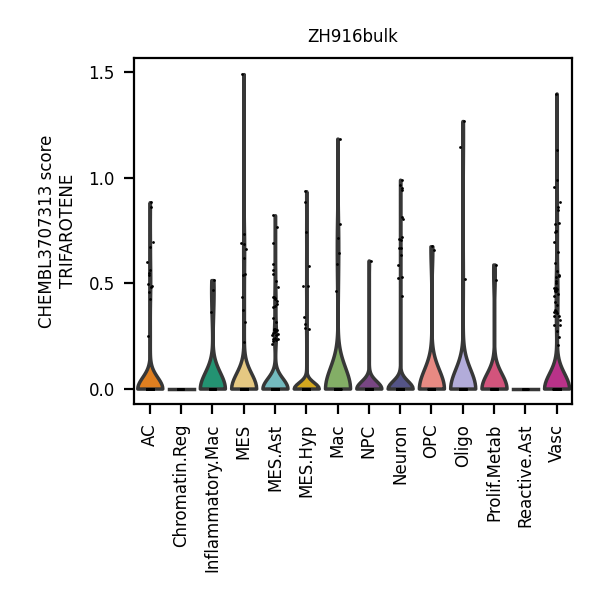 ZH916bulk
CHEMBL3707313 score
TRIFAROTENE
1.5
1.0
0.5
0.0
AC
Chromatin.Reg
Inflammatory.Mac
MES
MES.Ast
MES.Hyp
Mac
NPC
Neuron
OPC
Oligo
Prolif.Metab
Reactive.Ast
Vasc